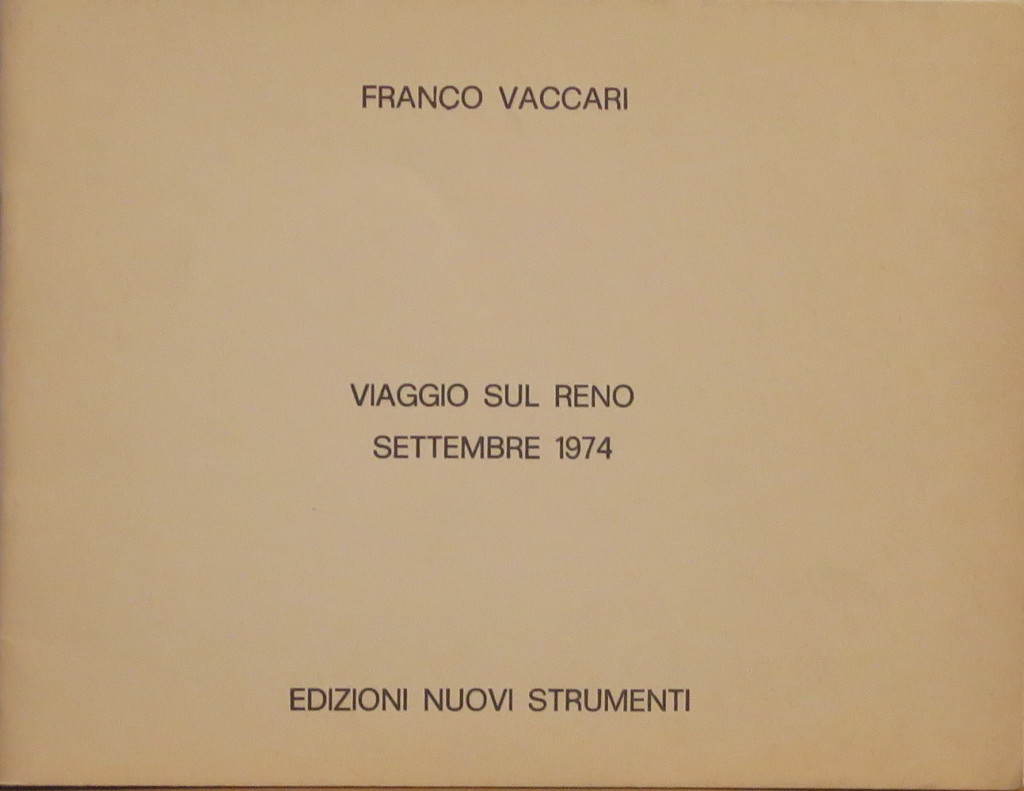 FRANCO VACCARI
VIAGGIO SUL RENO
SETTEMBRE 1974
EDIZIONI NUOVI STRUMENTI